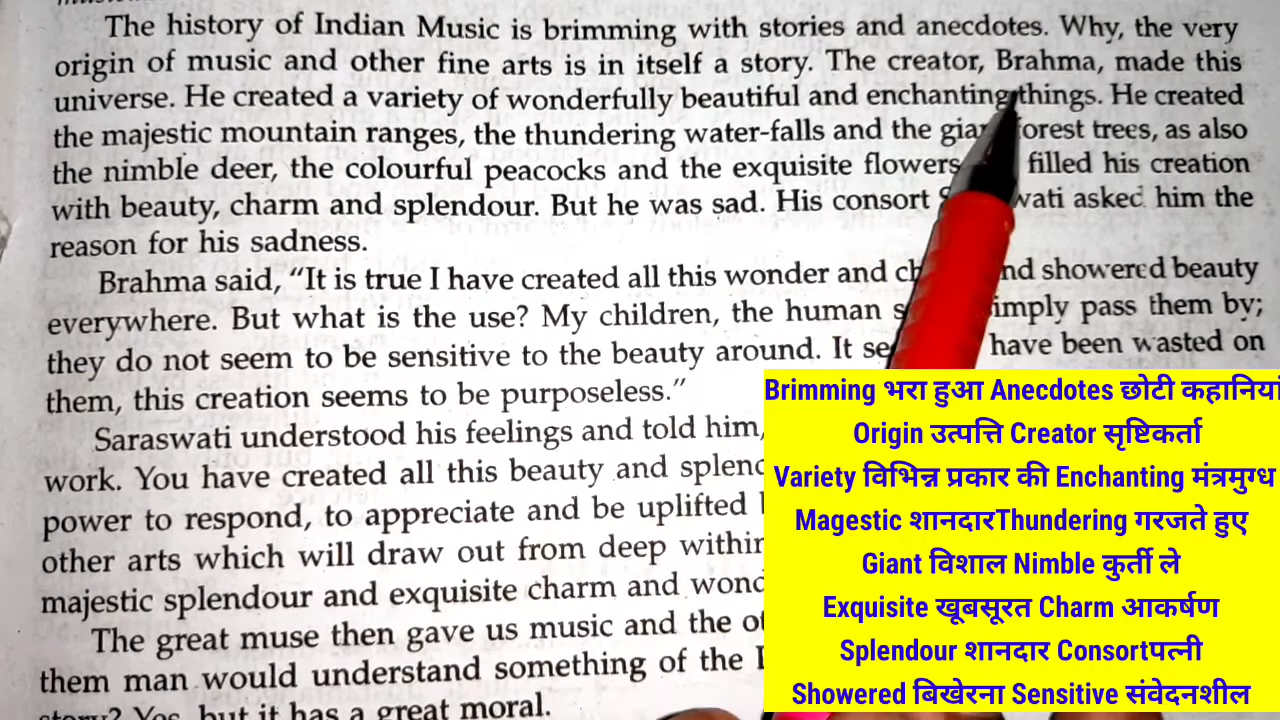 The history of Indian Music is brimming with stories and anecdotes. Why, the very
origin of music and other fine arts is in itself a story. The creator, Brahma, made this
universe. He created a variety of wonderfully beautiful and enchanting things. He created
the majestic mountain ranges, the thundering water-falls and the forest trees, as also
the nimble deer, the colourful peacocks and the exquisite flowers filled his creation
with beauty, charm and splendour. But he was sad. His consort asked him the
reason for his sadness.
Brahma said, “It is true I have created all this wonder and showered beauty
everywhere. But what is the use? My children, the human simply pass them by;
they do not seem to be sensitive to the beauty around. It have been wasted on
them, this creation seems to be purposeless.”
Saraswati understood his feelings and told him,
work. You have created all this beauty and
power to respond, to appreciate and be uplifted
other arts which will draw out from deep
majestic splendour and exquisite charm and
The great muse then gave us music and the
them man would understand something of the
story? Yes, but it has a great moral.
Brimming भरा हुआ Anecdotes छोटी कहानियां
Origin उत्पत्ति Creator सृष्टिकर्ता
Variety विभिन्न प्रकार की Enchanting मंत्रमुग्ध
Magestic शानदारThundering गरजते हुए
Giant विशाल Nimble कुर्ती ले
Exquisite खूबसूरत Charm आकर्षण
Splendour शानदार Consortपत्नी
Showered बिखेरना Sensitive संवेदनशील